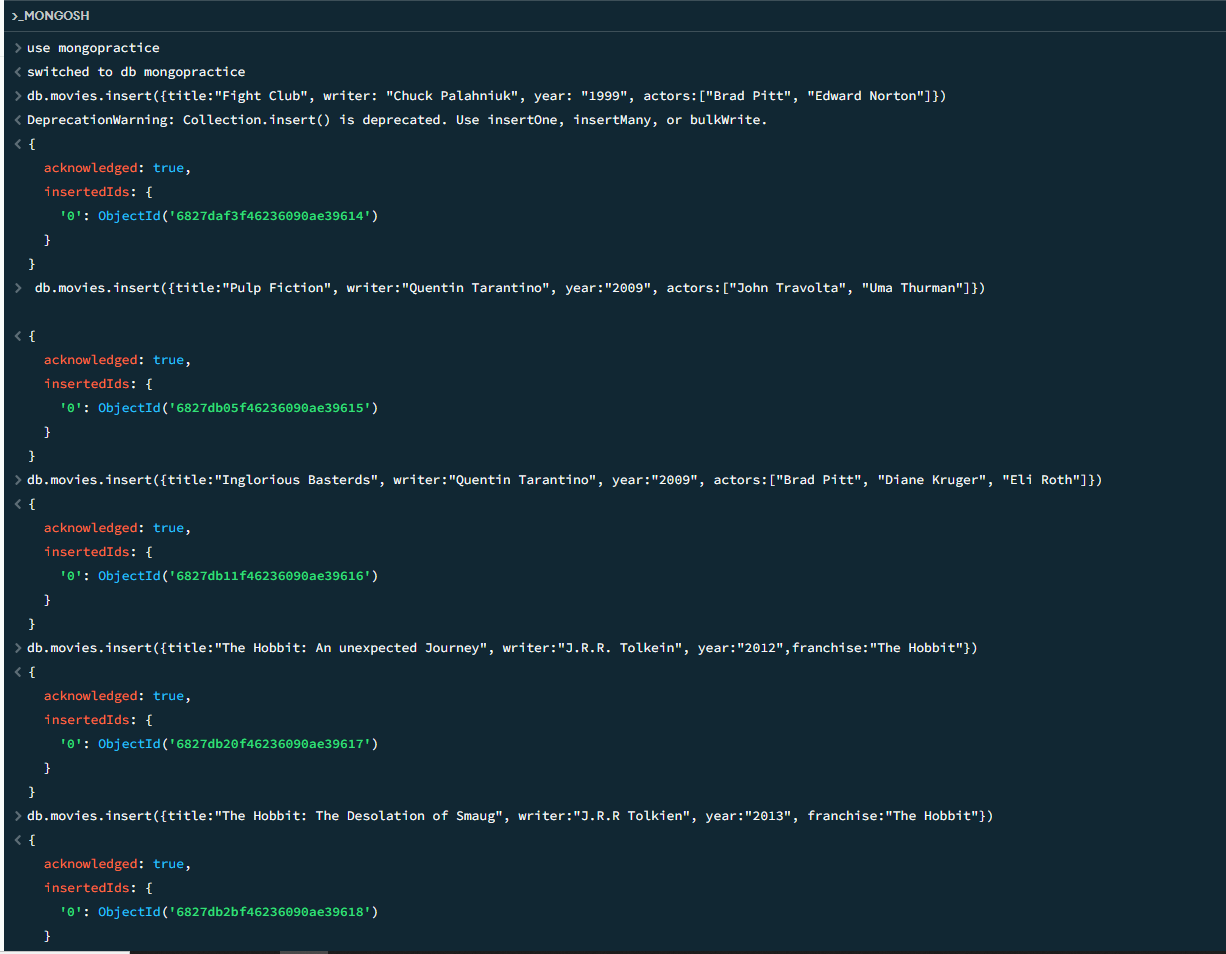 >_MONGOSH
> use mongopractice
< switched to db mongopractice
> db.movies.insert({title:"Fight Club", writer: "Chuck Palahniuk", year: "1999", actors:["Brad Pitt", "Edward Norton"]})
< DeprecationWarning: Collection.insert() is deprecated. Use insertOne, insertMany, or bulkWrite.
< {
acknowledged: true,
insertedIds: {
'0': ObjectId('6827daf3f46236090ae39614')
}
}
> db.movies.insert({title:"Pulp Fiction", writer:"Quentin Tarantino", year:"2009", actors:["John Travolta", "Uma Thurman"]})
< {
acknowledged: true,
insertedIds: {
'0': ObjectId('6827db05f46236090ae39615')
}
}
> db.movies.insert({title:"Inglorious Basterds", writer:"Quentin Tarantino", year:"2009", actors:["Brad Pitt", "Diane Kruger", "Eli Roth"]})
< {
acknowledged: true,
insertedIds: {
'0': ObjectId('6827db11f46236090ae39616')
}
}
> db.movies.insert({title:"The Hobbit: An unexpected Journey", writer:"J.R.R. Tolkein", year:"2012",franchise:"The Hobbit"})
< {
acknowledged: true,
insertedIds: {
'0': ObjectId('6827db20f46236090ae39617')
}
}
> db.movies.insert({title:"The Hobbit: The Desolation of Smaug", writer:"J.R.R Tolkien", year:"2013", franchise:"The Hobbit"})
< {
acknowledged: true,
insertedIds: {
'0': ObjectId('6827db2bf46236090ae39618')
}